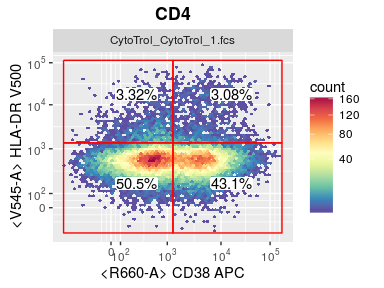 CD4
CytoTrol_CytoTrol_1.fcs
<V545-A> HLA-DR V500
10^5
10^4
10^3
10^2
0
3.32%
3.08%
50.5%
43.1%
0 10^2 10^3 10^4 10^5
<R660-A> CD38 APC
count
160
120
80
40